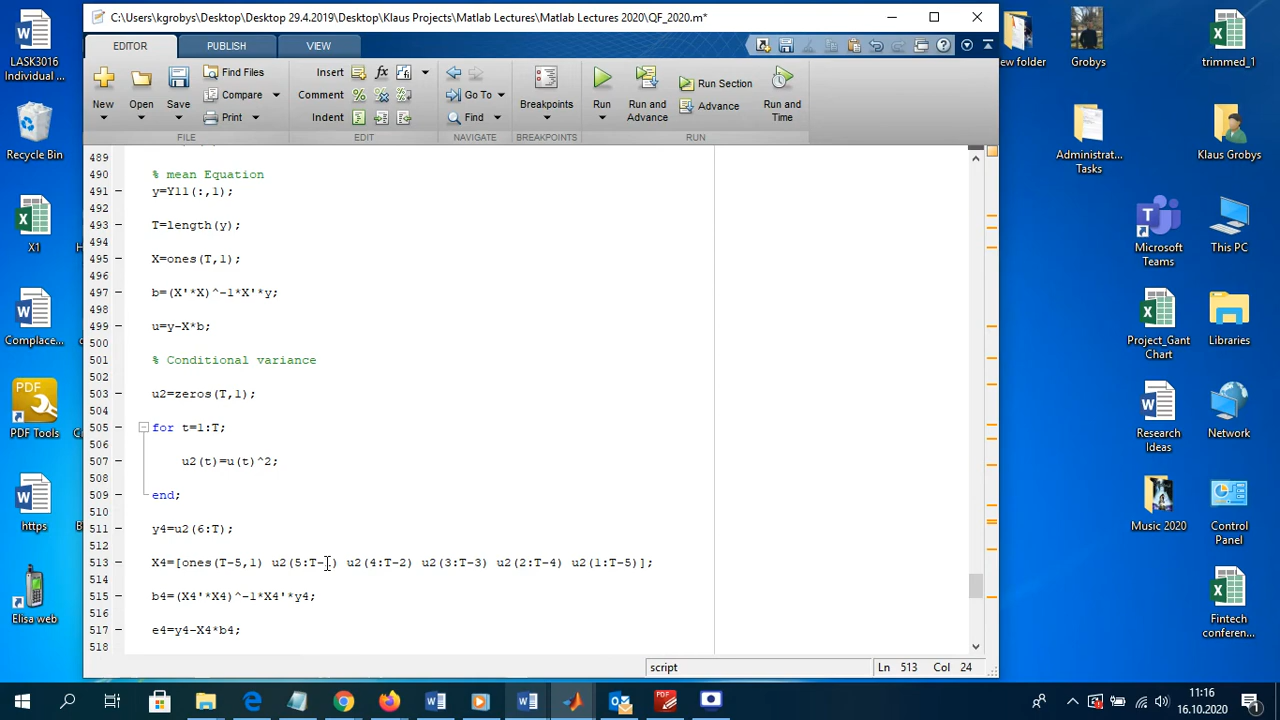 C:\Users\kgrobys\Desktop\Desktop 29.4.2019\Desktop\Klaus Projects\Matlab Lectures\Matlab Lectures 2020\QF_2020.m*
EDITOR PUBLISH VIEW
New Open Save
Find Files
Compare
Print
FILE
Insert
Comment
Indent
EDIT
Go To
Find
NAVIGATE
Breakpoints
BREAKPOINTS
Run
Run and Advance
Run Section
Advance
Run and Time
RUN
489
490 % mean Equation
491 y=Y11(:,1);
492
493 T=length(y);
494
495 X=ones(T,1);
496
497 b=(X'*X)^-1*X'*y;
498
499 u=y-X*b;
500
501 % Conditional variance
502
503 u2=zeros(T,1);
504
505 for t=1:T;
506
507 u2(t)=u(t)^2;
508
509 end;
510
511 y4=u2(6:T);
512
513 X4=[ones(T-5,1) u2(5:T-1) u2(4:T-2) u2(3:T-3) u2(2:T-4) u2(1:T-5)];
514
515 b4=(X4'*X4)^-1*X4'*y4;
516
517 e4=y4-X4*b4;
518
script
Ln 513 Col 24
LASK3016
Individual ...
Recycle Bin
X1
Complace...
PDF
PDF Tools
https
Elisa web
ew folder
Grobys
trimmed_1
Administrat...
Tasks
Klaus Grobys
Microsoft
Teams
This PC
Project_Gant
Chart
Libraries
Research
Ideas
Network
Music 2020
Control
Panel
Fintech
conferen...
11:16
16.10.2020